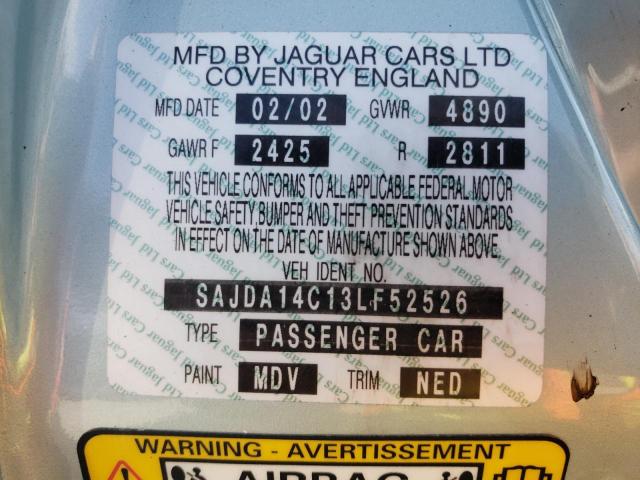 MFD BY JAGUAR CARS LTD
COVENTRY ENGLAND
MFD DATE 02/02 GVWR 4890
GAWR F 2425 R 2811
THIS VEHICLE CONFORMS TO ALL APPLICABLE FEDERAL MOTOR
VEHICLE SAFETY, BUMPER AND THEFT PREVENTION STANDARDS
IN EFFECT ON THE DATE OF MANUFACTURE SHOWN ABOVE.
VEH IDENT NO.
SAJDA14C13LF52526
TYPE PASSENGER CAR
PAINT MDV TRIM NED
WARNING - AVERTISSEMENT
AIRBAG